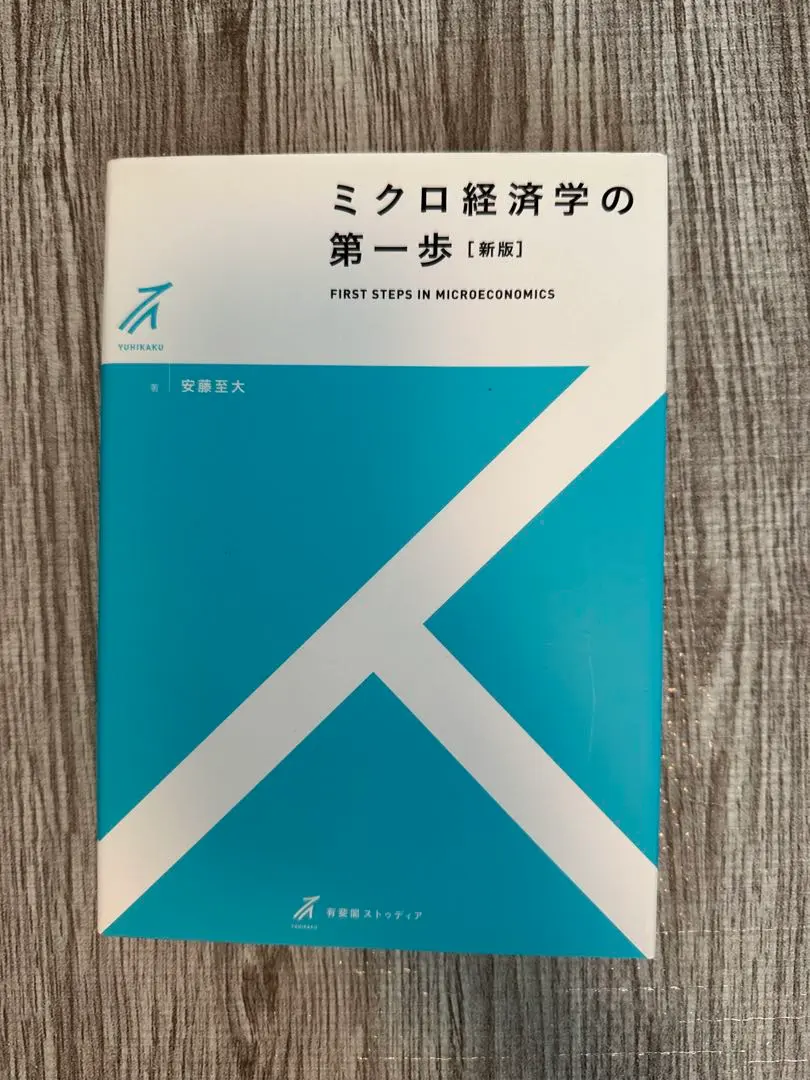 ミクロ経済学の
第一歩 [新版]
FIRST STEPS IN MICROECONOMICS
YUHIKAKU
著 安藤至大
有斐閣ストゥディア
YUHIKAKU